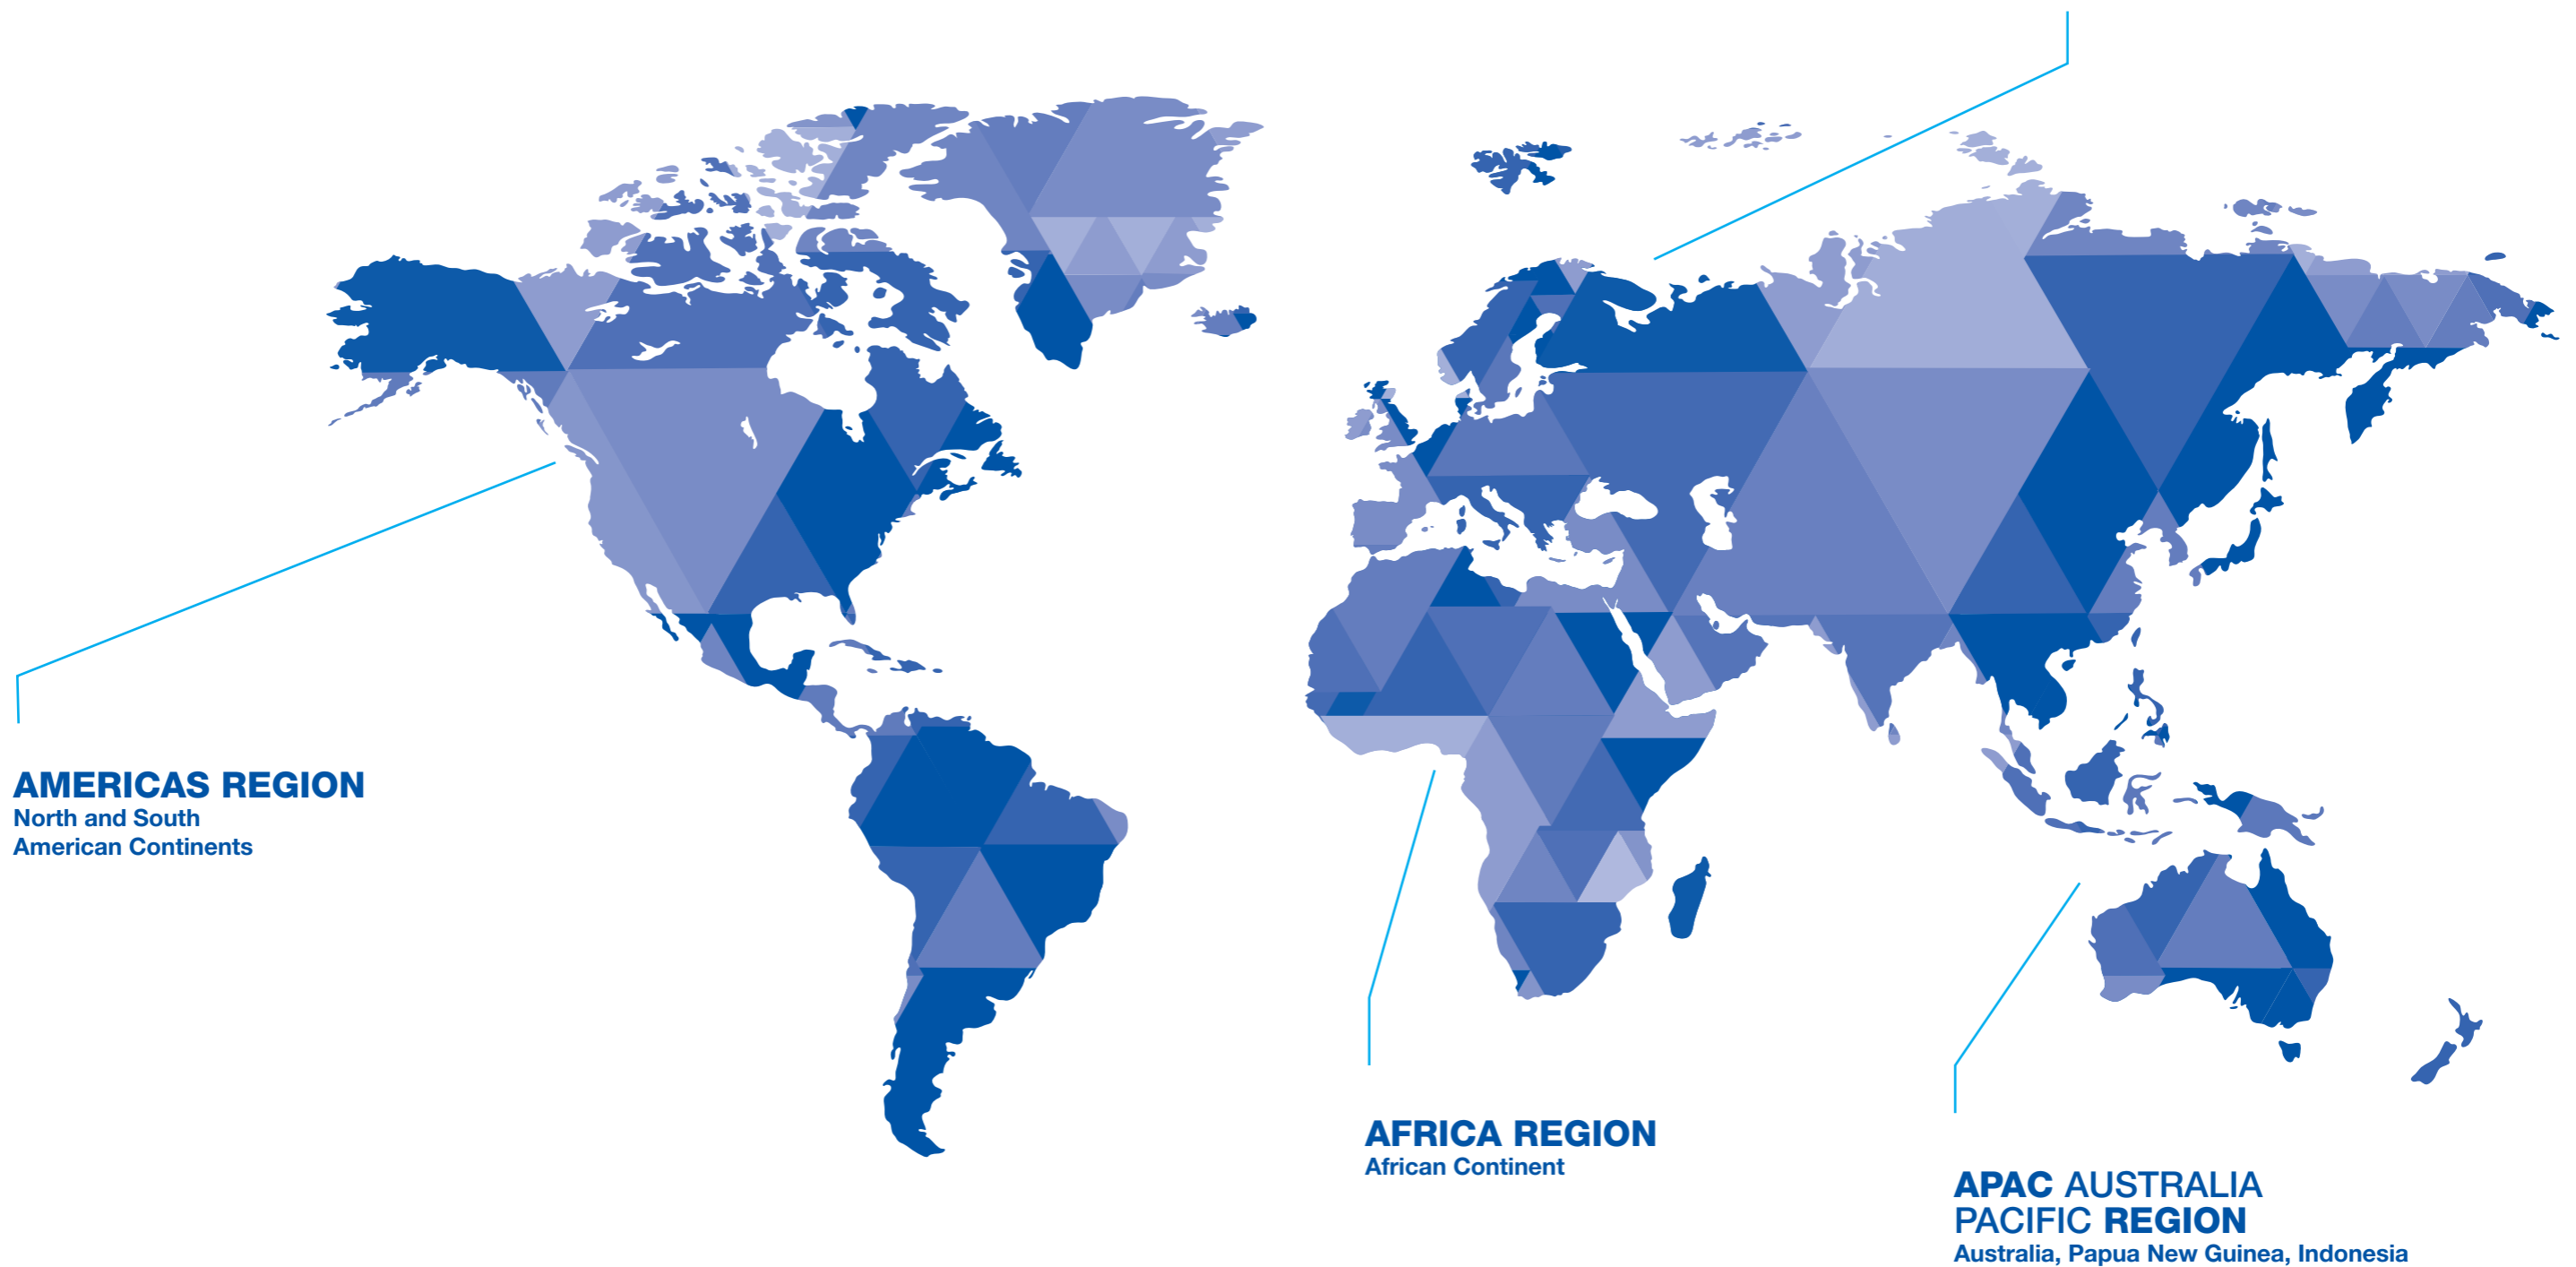 AMERICAS REGION
North and South
American Continents
AFRICA REGION
African Continent
APAC AUSTRALIA
PACIFIC REGION
Australia, Papua New Guinea, Indonesia